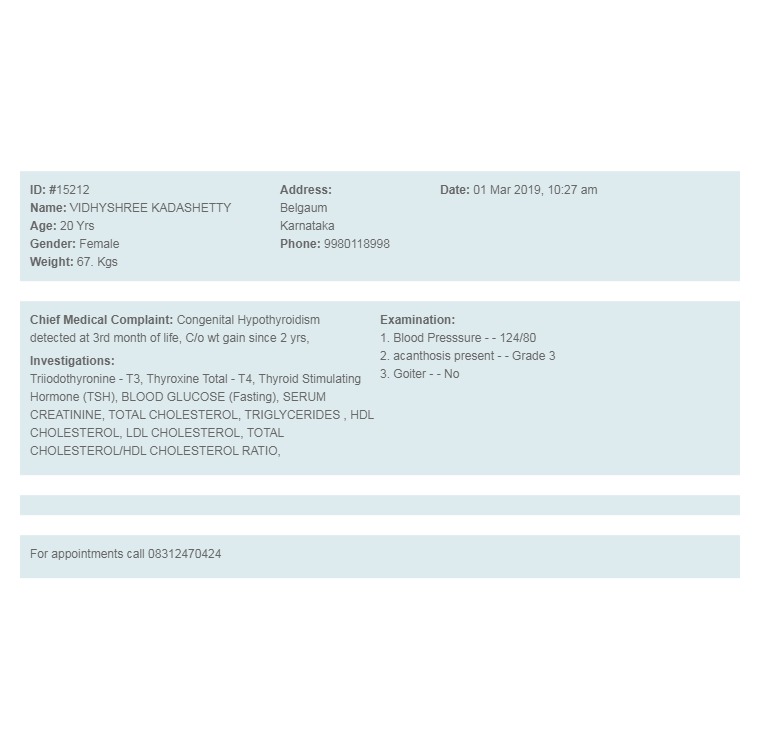 ID: #15212
Name: VIDHYSHREE KADASHETTY
Age: 20 Yrs
Gender: Female
Weight: 67. Kgs
Address:
Belgaum
Karnataka
Phone: 9980118998
Date: 01 Mar 2019, 10:27 am
Chief Medical Complaint: Congenital Hypothyroidism
detected at 3rd month of life, C/o wt gain since 2 yrs,
Investigations:
Triiodothyronine - T3, Thyroxine Total - T4, Thyroid Stimulating
Hormone (TSH), BLOOD GLUCOSE (Fasting), SERUM
CREATININE, TOTAL CHOLESTEROL, TRIGLYCERIDES , HDL
CHOLESTEROL, LDL CHOLESTEROL, TOTAL
CHOLESTEROL/HDL CHOLESTEROL RATIO,
Examination:
1. Blood Presssure - - 124/80
2. acanthosis present - - Grade 3
3. Goiter - - No
For appointments call 08312470424